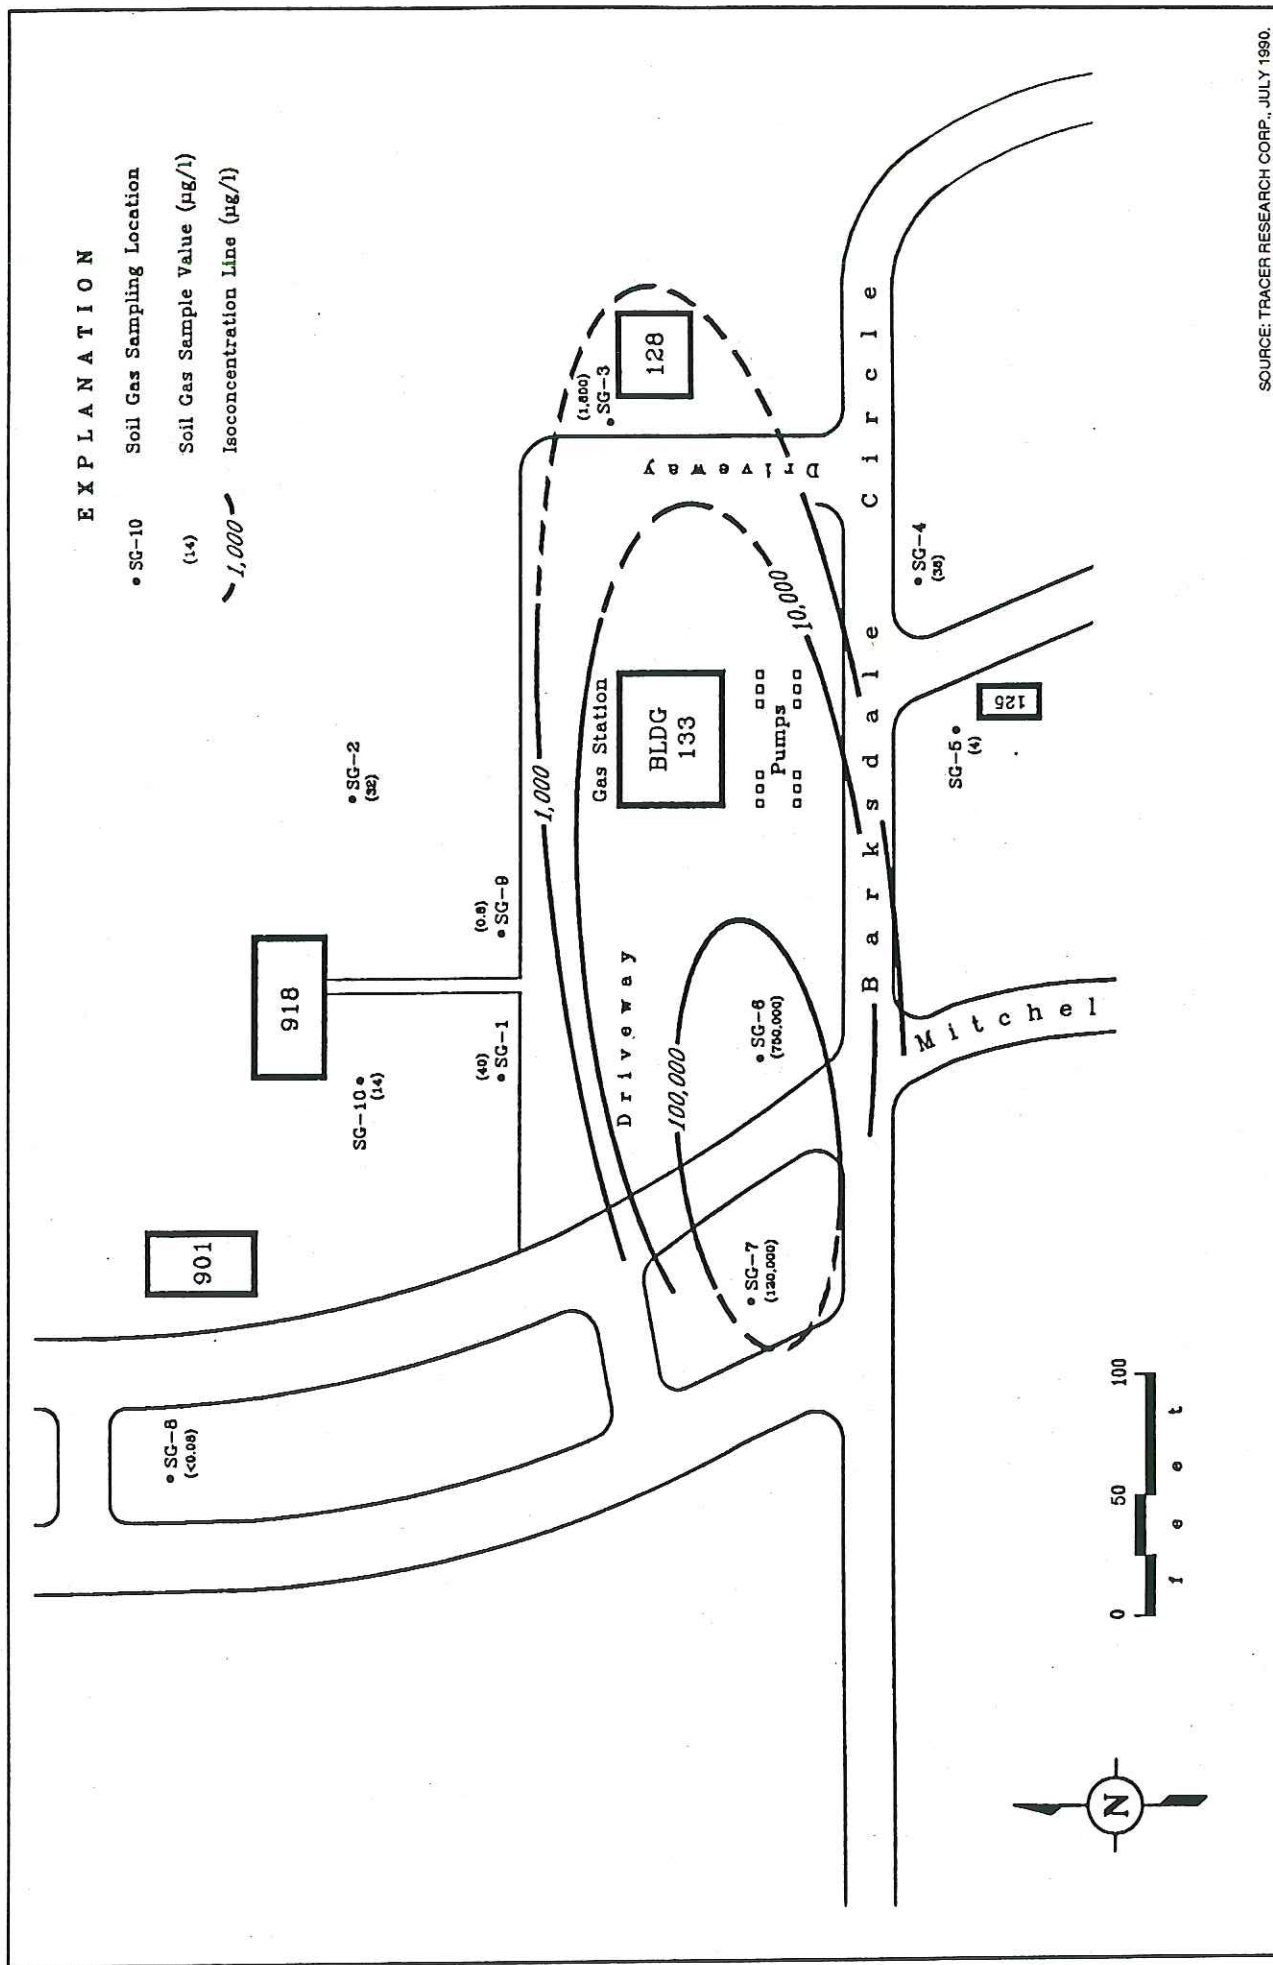 EXPLANATION
• SG-10 Soil Gas Sampling Location
(14) Soil Gas Sample Value (µg/l)
1,000 Isoconcentration Line (µg/l)
901
918
SG-8
(<0.08)
SG-10
(14)
(40)
SG-1
(0.8)
SG-9
SG-2
(32)
1,000
(1,600)
SG-3
128
Driveway
Driveway
Gas Station
BLDG
133
Pumps
10,000
100,000
SG-6
(750,000)
SG-7
(120,000)
Barksdale Circle
Mitchel
SG-4
(38)
SG-5
(4)
125
N
0 50 100
feet
SOURCE: TRACER RESEARCH CORP., JULY 1990.